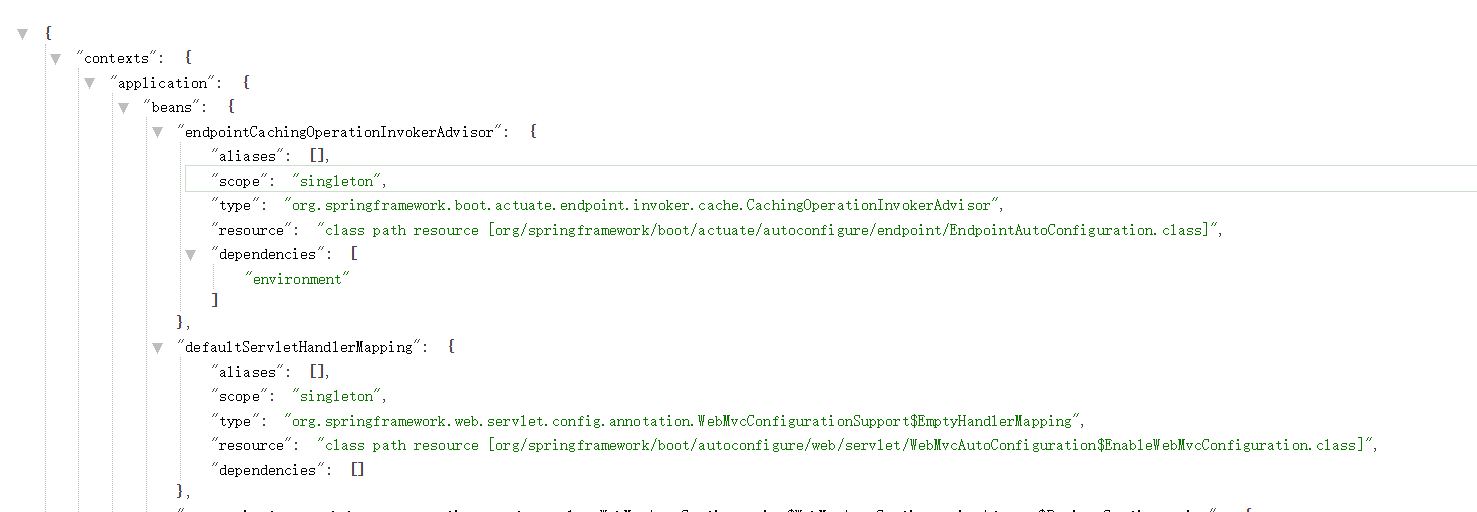 {
"contexts": {
"application": {
"beans": {
"endpointCachingOperationInvokerAdvisor": {
"aliases": [],
"scope": "singleton",
"type": "org.springframework.boot.actuate.endpoint.invoker.cache.CachingOperationInvokerAdvisor",
"resource": "class path resource [org/springframework/boot/actuate/autoconfigure/endpoint/EndpointAutoConfiguration.class]",
"dependencies": [
"environment"
]
},
"defaultServletHandlerMapping": {
"aliases": [],
"scope": "singleton",
"type": "org.springframework.web.servlet.config.annotation.WebMvcConfigurationSupport$EmptyHandlerMapping",
"resource": "class path resource [org/springframework/boot/autoconfigure/web/servlet/WebMvcAutoConfiguration$EnableWebMvcConfiguration.class]",
"dependencies": []
},